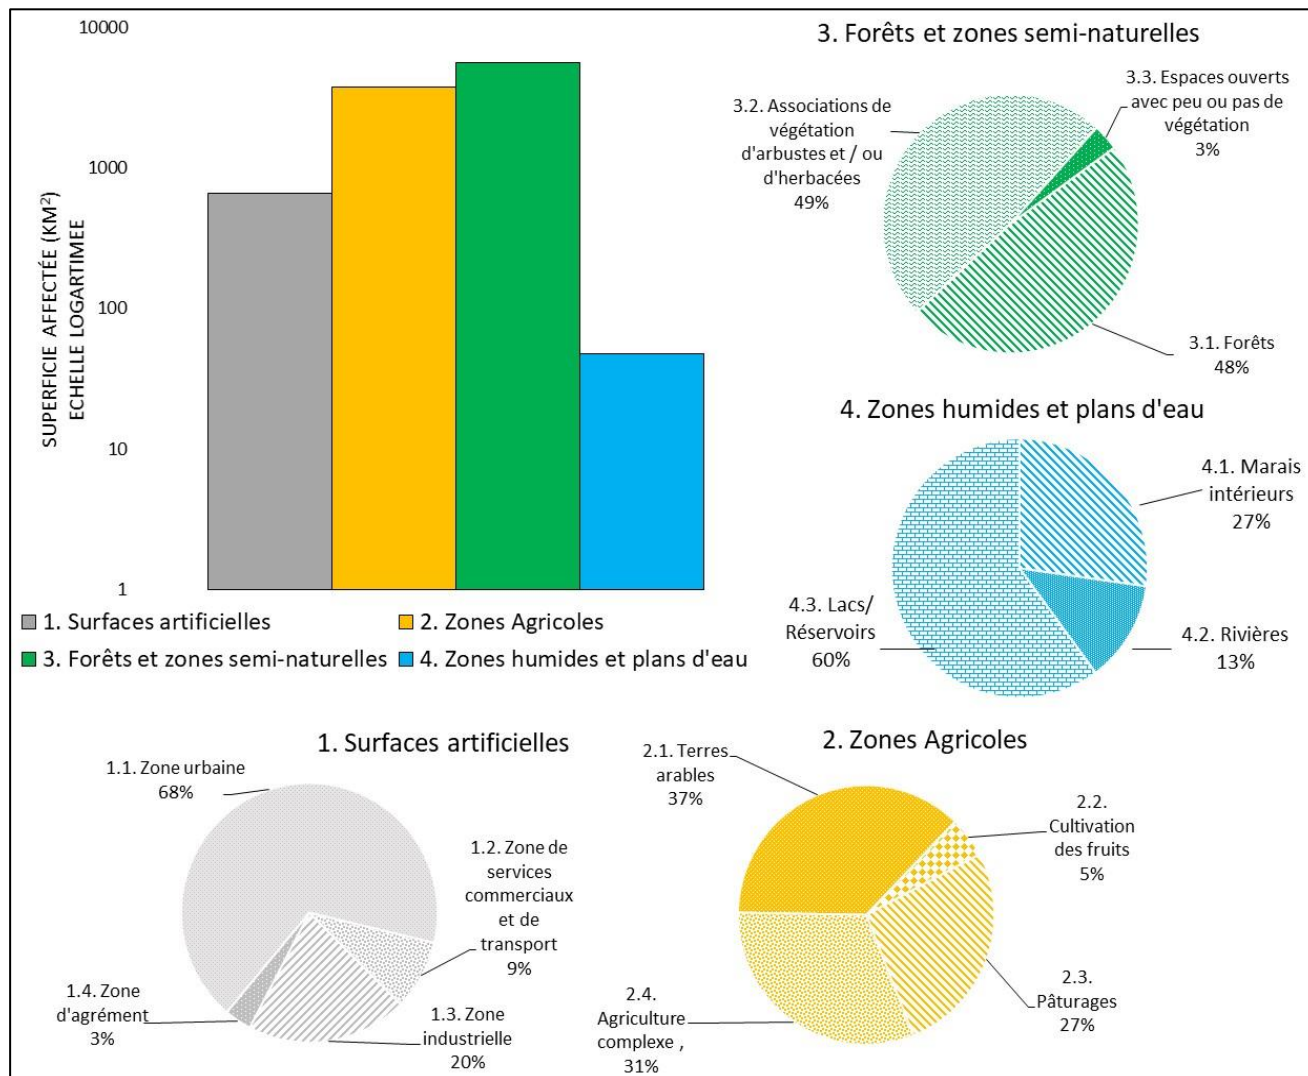 10000
1000
100
10
1
SUPERFICIE AFFECTÉE (KM²)
ECHELLE LOGARTIMEE
1. Surfaces artificielles
2. Zones Agricoles
3. Forêts et zones semi-naturelles
4. Zones humides et plans d'eau
3. Forêts et zones semi-naturelles
3.2. Associations de
végétation
d'arbustes et / ou
d'herbacées
49%
3.3. Espaces ouverts
avec peu ou pas de
végétation
3%
3.1. Forêts
48%
4. Zones humides et plans d'eau
4.1. Marais
intérieurs
27%
4.3. Lacs/
Réservoirs
60%
4.2. Rivières
13%
1. Surfaces artificielles
1.1. Zone urbaine
68%
1.2. Zone de
services
commerciaux
et de
transport
9%
1.4. Zone
d'agrément
3%
1.3. Zone
industrielle
20%
2. Zones Agricoles
2.1. Terres
arables
37%
2.2.
Cultivation
des fruits
5%
2.4.
Agriculture
complexe ,
31%
2.3.
Pâturages
27%